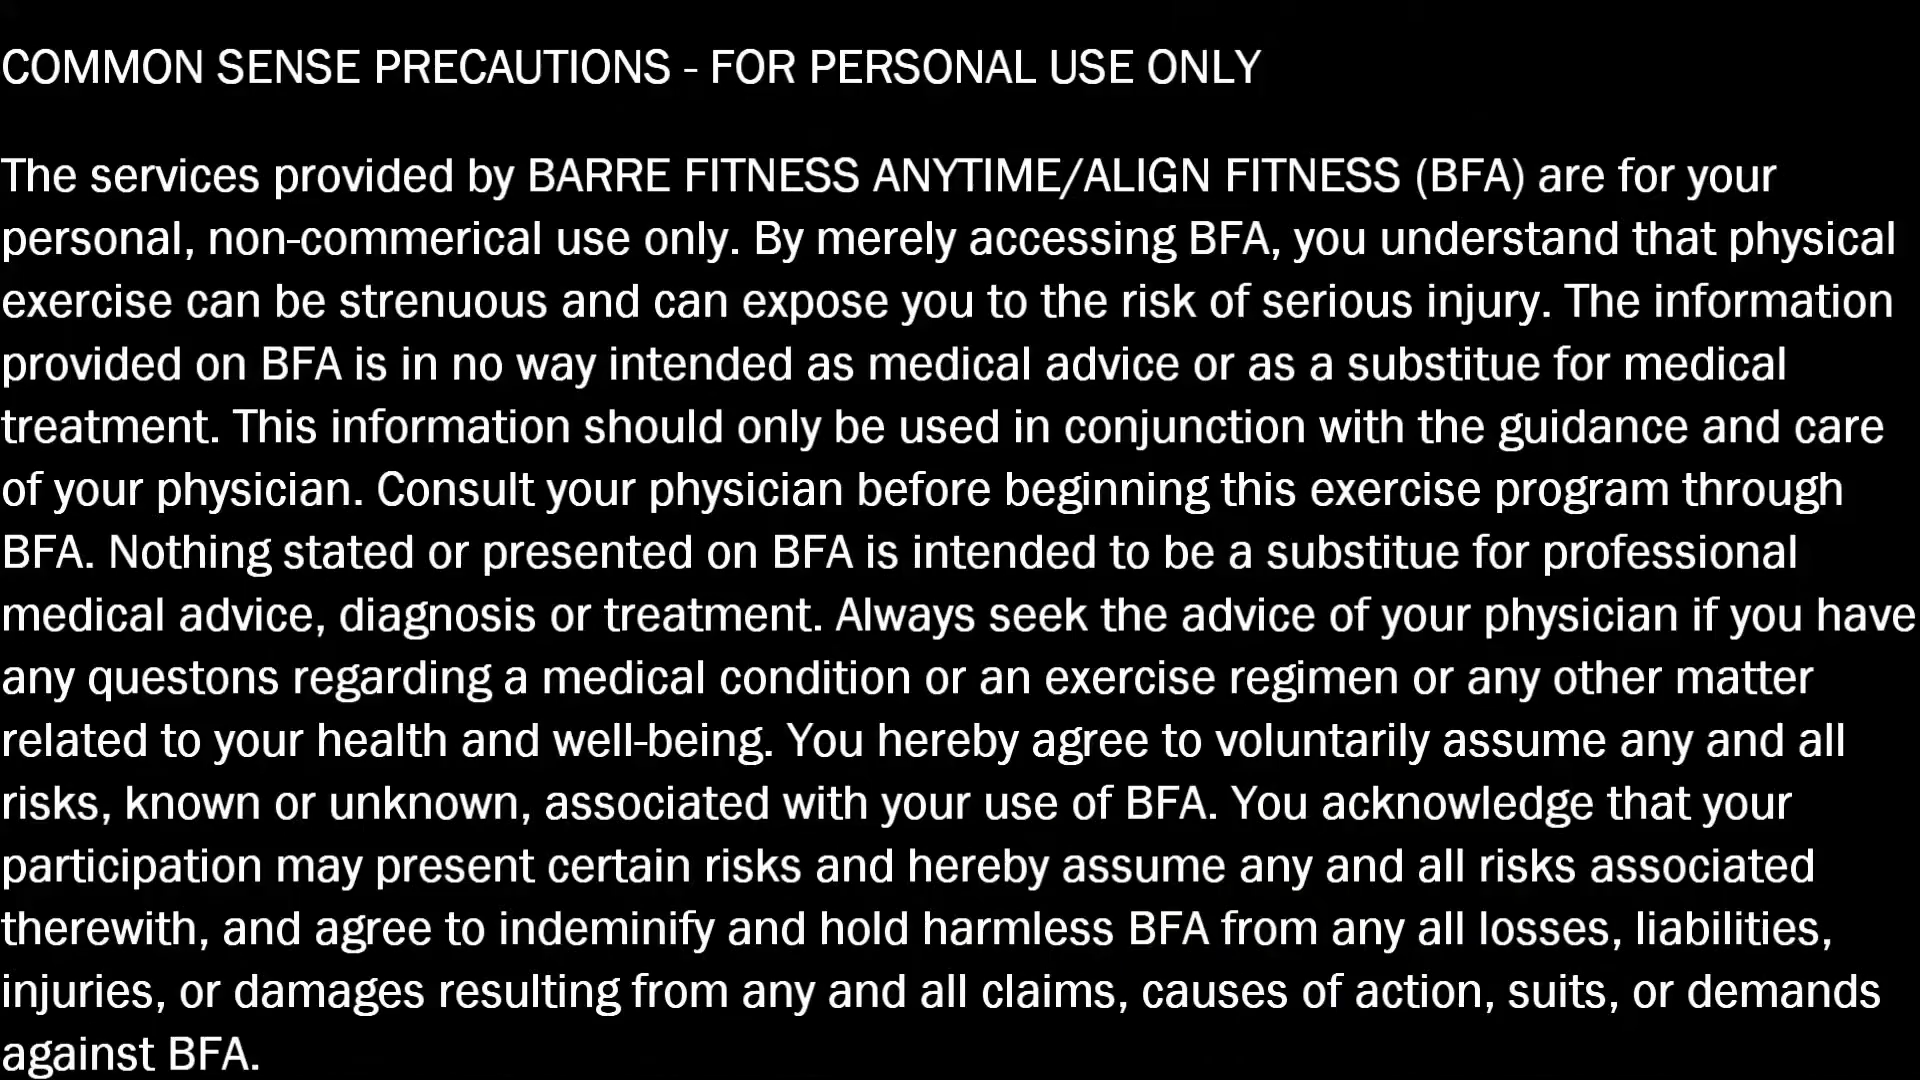 COMMON SENSE PRECAUTIONS - FOR PERSONAL USE ONLY
The services provided by BARRE FITNESS ANYTIME/ALIGN FITNESS (BFA) are for your
personal, non-commerical use only. By merely accessing BFA, you understand that physical
exercise can be strenuous and can expose you to the risk of serious injury. The information
provided on BFA is in no way intended as medical advice or as a substitue for medical
treatment. This information should only be used in conjunction with the guidance and care
of your physician. Consult your physician before beginning this exercise program through
BFA. Nothing stated or presented on BFA is intended to be a substitue for professional
medical advice, diagnosis or treatment. Always seek the advice of your physician if you have
any questons regarding a medical condition or an exercise regimen or any other matter
related to your health and well-being. You hereby agree to voluntarily assume any and all
risks, known or unknown, associated with your use of BFA. You acknowledge that your
participation may present certain risks and hereby assume any and all risks associated
therewith, and agree to indeminify and hold harmless BFA from any all losses, liabilities,
injuries, or damages resulting from any and all claims, causes of action, suits, or demands
against BFA.